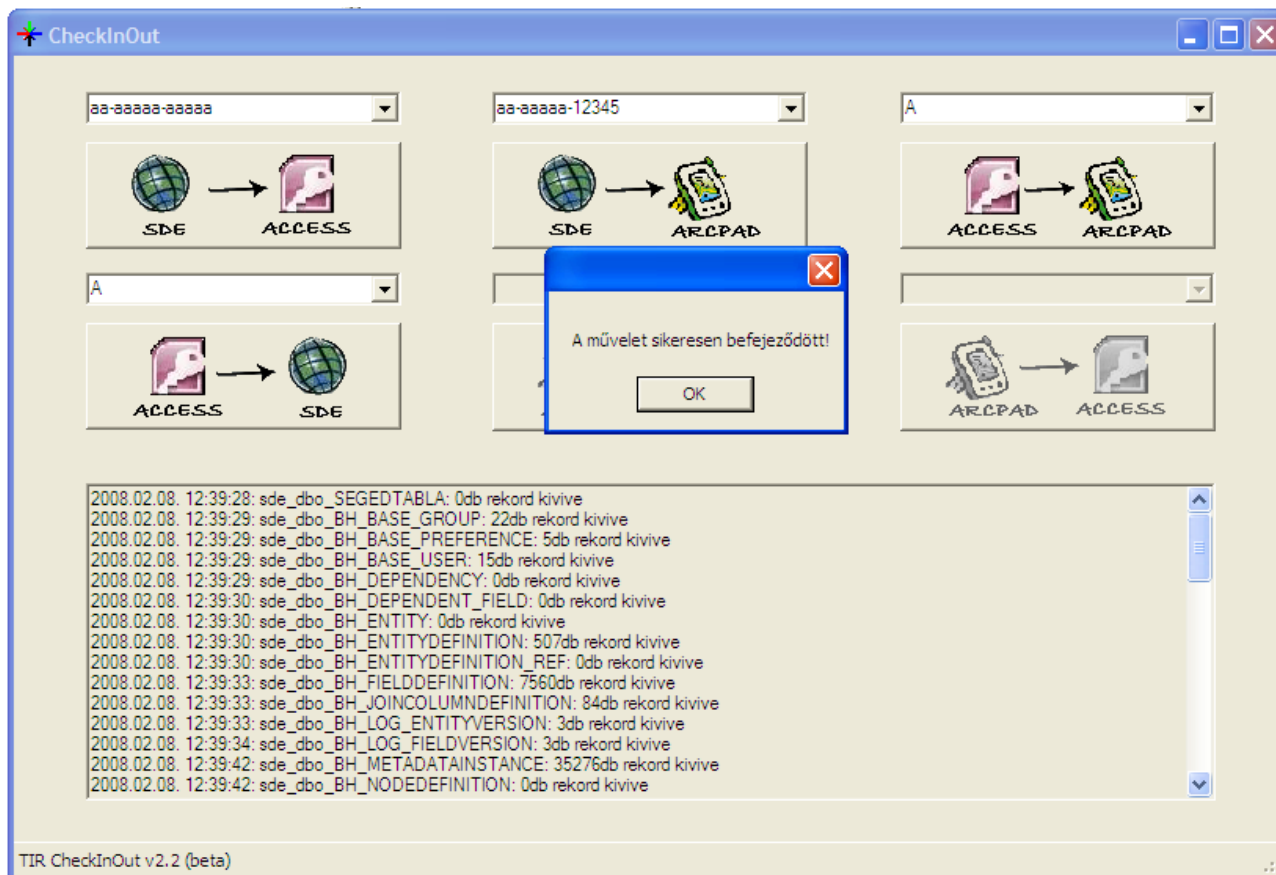 CheckInOut
aa-aaaaa-aaaaa
aa-aaaaa-12345
A
SDE
ACCESS
SDE
ARCPAD
ACCESS
ARCPAD
A
A művelet sikeresen befejeződött!
OK
ACCESS
SDE
ARCPAD
ACCESS
2008.02.08. 12:39:28: sde_dbo_SEGEDTABLA: 0db rekord kivive
2008.02.08. 12:39:29: sde_dbo_BH_BASE_GROUP: 22db rekord kivive
2008.02.08. 12:39:29: sde_dbo_BH_BASE_PREFERENCE: 5db rekord kivive
2008.02.08. 12:39:29: sde_dbo_BH_BASE_USER: 15db rekord kivive
2008.02.08. 12:39:29: sde_dbo_BH_DEPENDENCY: 0db rekord kivive
2008.02.08. 12:39:30: sde_dbo_BH_DEPENDENT_FIELD: 0db rekord kivive
2008.02.08. 12:39:30: sde_dbo_BH_ENTITY: 0db rekord kivive
2008.02.08. 12:39:30: sde_dbo_BH_ENTITYDEFINITION: 507db rekord kivive
2008.02.08. 12:39:30: sde_dbo_BH_ENTITYDEFINITION_REF: 0db rekord kivive
2008.02.08. 12:39:33: sde_dbo_BH_FIELDDEFINITION: 7560db rekord kivive
2008.02.08. 12:39:33: sde_dbo_BH_JOINCOLUMNDEFINITION: 84db rekord kivive
2008.02.08. 12:39:33: sde_dbo_BH_LOG_ENTITYVERSION: 3db rekord kivive
2008.02.08. 12:39:34: sde_dbo_BH_LOG_FIELDVERSION: 3db rekord kivive
2008.02.08. 12:39:42: sde_dbo_BH_METADATAINSTANCE: 35276db rekord kivive
2008.02.08. 12:39:42: sde_dbo_BH_NODEDEFINITION: 0db rekord kivive
TIR CheckInOut v2.2 (beta)